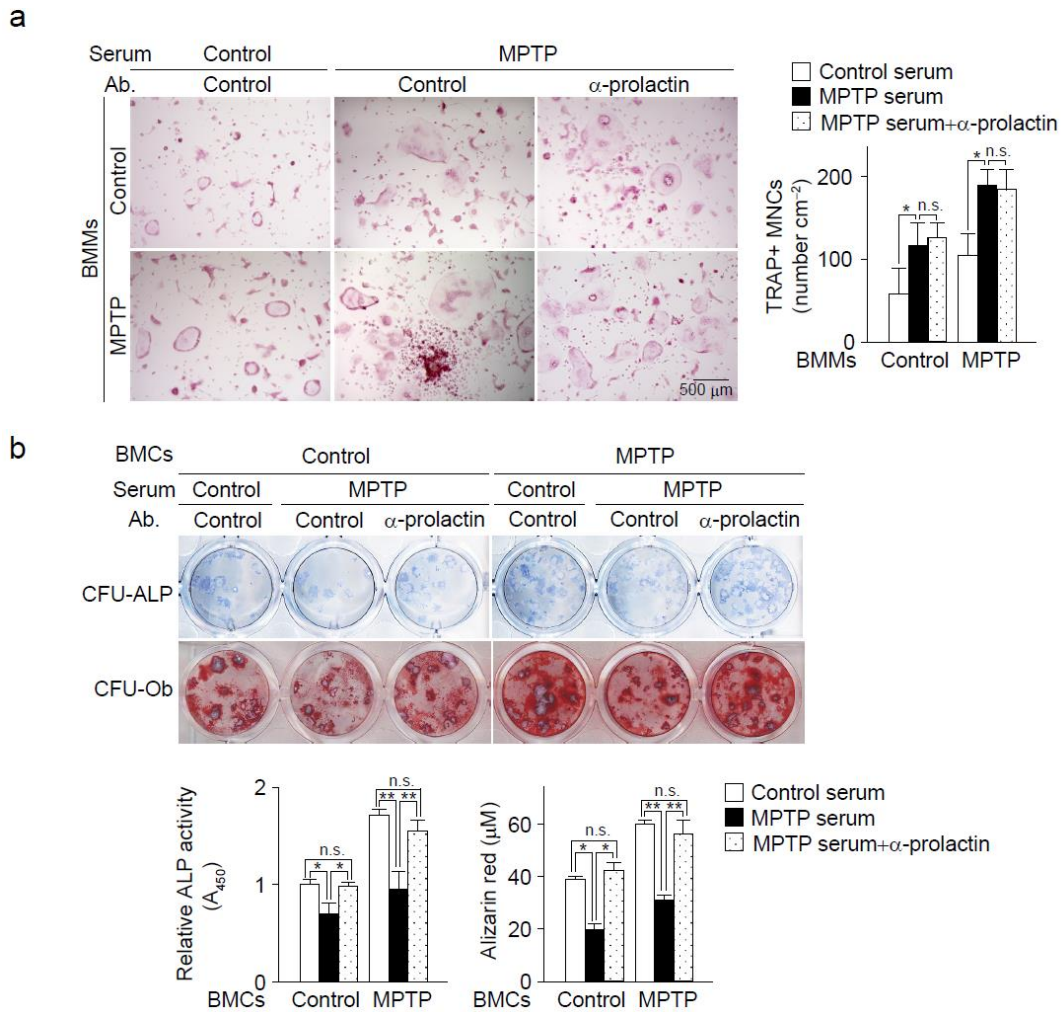 a
Serum Control MPTP
Ab. Control Control α-prolactin
BMMs
Control
MPTP
500 μm
Control serum
MPTP serum
MPTP serum+α-prolactin
TRAP+ MNCs
(number cm⁻²)
200
100
0
* n.s.
* n.s.
BMMs Control MPTP
b
BMCs Control MPTP
Serum Control MPTP Control MPTP
Ab. Control Control α-prolactin Control Control α-prolactin
CFU-ALP
CFU-Ob
Relative ALP activity
(A₄₅₀)
2
1
0
n.s.
* *
n.s.
** **
BMCs Control MPTP
Alizarin red (μM)
60
40
20
0
n.s.
* *
n.s.
** **
BMCs Control MPTP
Control serum
MPTP serum
MPTP serum+α-prolactin